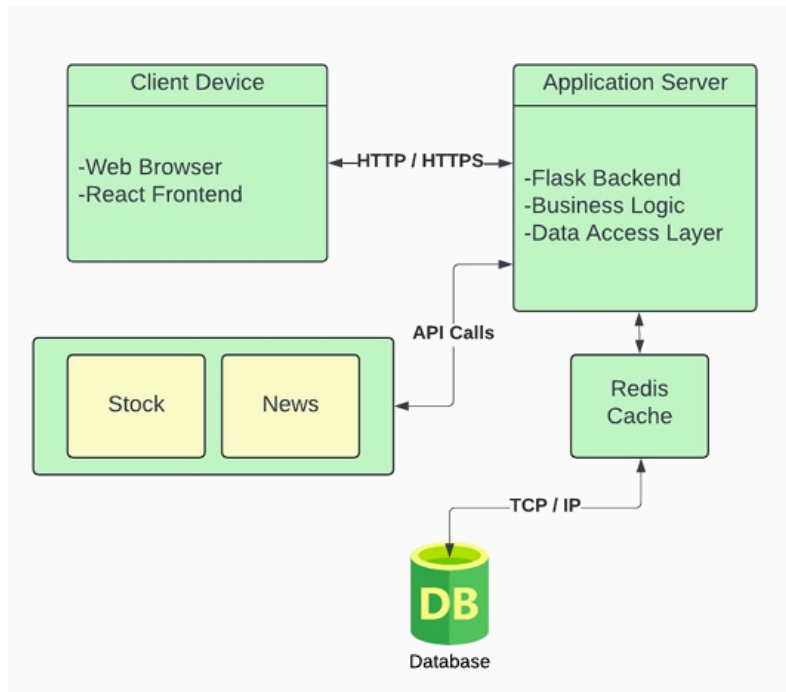 Client Device
-Web Browser
-React Frontend
HTTP / HTTPS
Application Server
-Flask Backend
-Business Logic
-Data Access Layer
API Calls
Stock
News
Redis
Cache
TCP / IP
DB
Database